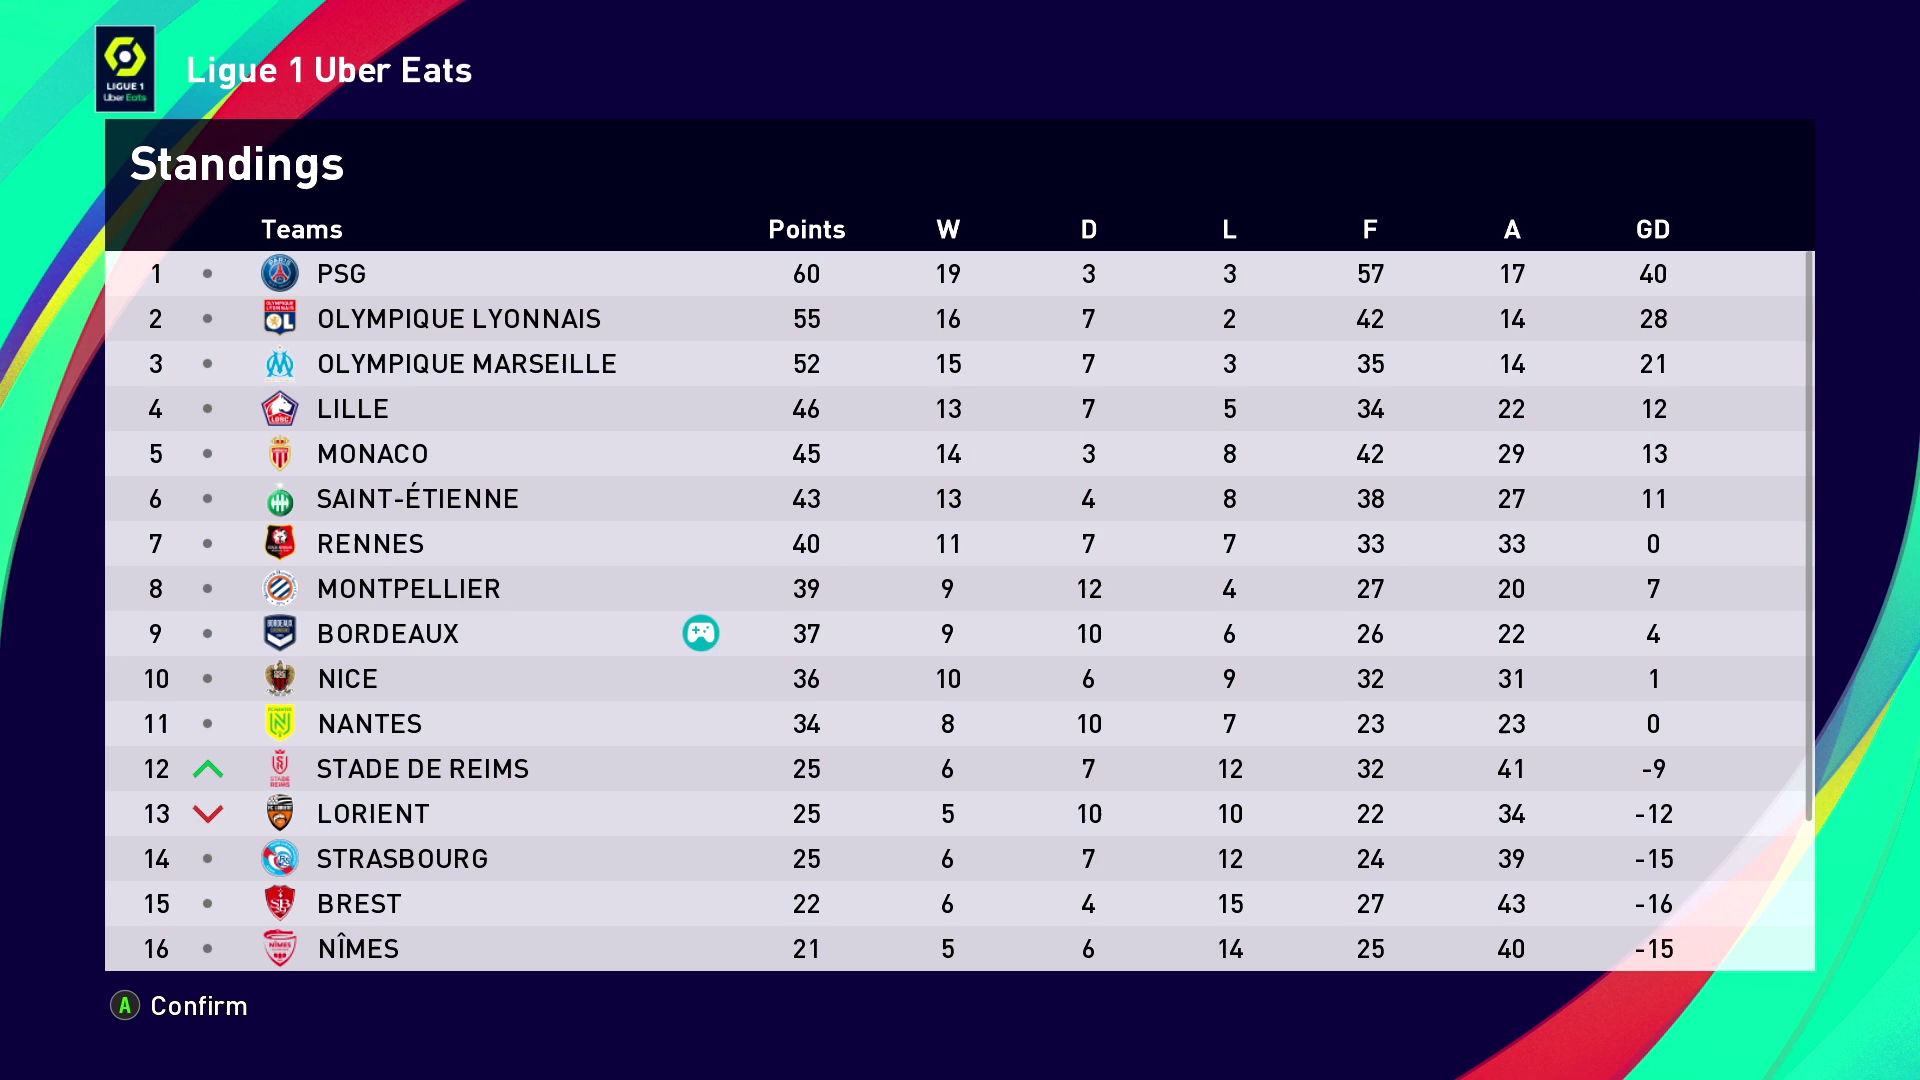 LIGUE 1
Uber Eats
Ligue 1 Uber Eats
Standings
Teams Points W D L F A GD
1 PSG 60 19 3 3 57 17 40
2 OLYMPIQUE LYONNAIS 55 16 7 2 42 14 28
3 OLYMPIQUE MARSEILLE 52 15 7 3 35 14 21
4 LILLE 46 13 7 5 34 22 12
5 MONACO 45 14 3 8 42 29 13
6 SAINT-ÉTIENNE 43 13 4 8 38 27 11
7 RENNES 40 11 7 7 33 33 0
8 MONTPELLIER 39 9 12 4 27 20 7
9 BORDEAUX 37 9 10 6 26 22 4
10 NICE 36 10 6 9 32 31 1
11 NANTES 34 8 10 7 23 23 0
12 STADE DE REIMS 25 6 7 12 32 41 -9
13 LORIENT 25 5 10 10 22 34 -12
14 STRASBOURG 25 6 7 12 24 39 -15
15 BREST 22 6 4 15 27 43 -16
16 NÎMES 21 5 6 14 25 40 -15
A Confirm